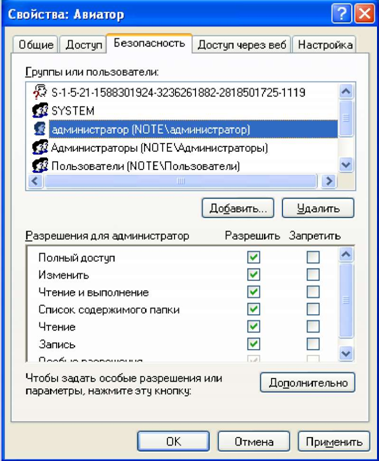 Свойства: Авиатор
Общие Доступ Безопасность Доступ через веб Настройка
Группы или пользователи:
S-1-5-21-1588301924-3236261882-2818501725-1119
SYSTEM
администратор (NOTE\администратор)
Администраторы (NOTE\Администраторы)
Пользователи (NOTE\Пользователи)
Добавить... Удалить
Разрешения для администратор Разрешить Запретить
Полный доступ
Изменить
Чтение и выполнение
Список содержимого папки
Чтение
Запись
Особые разрешения
Чтобы задать особые разрешения или
параметры, нажмите эту кнопку:
Дополнительно
ОК Отмена Применить